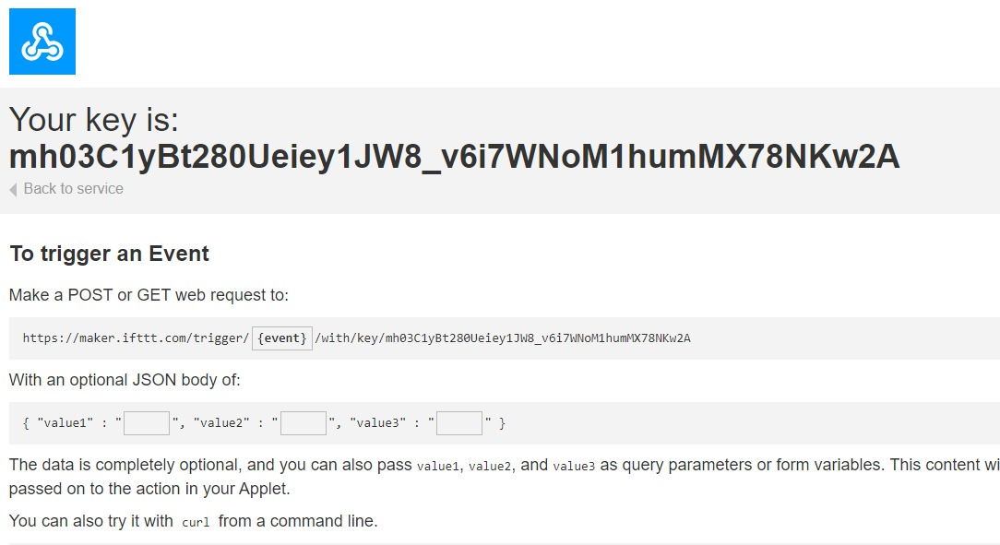 Your key is:
mh03C1yBt280Ueiey1JW8_v6i7WNoM1humMX78NKw2A
Back to service
To trigger an Event
Make a POST or GET web request to:
https://maker.ifttt.com/trigger/ {event} /with/key/mh03C1yBt280Ueiey1JW8_v6i7WNoM1humMX78NKw2A
With an optional JSON body of:
{ "value1" : " ", "value2" : " ", "value3" : " " }
The data is completely optional, and you can also pass value1, value2, and value3 as query parameters or form variables. This content
passed on to the action in your Applet.
You can also try it with curl from a command line.